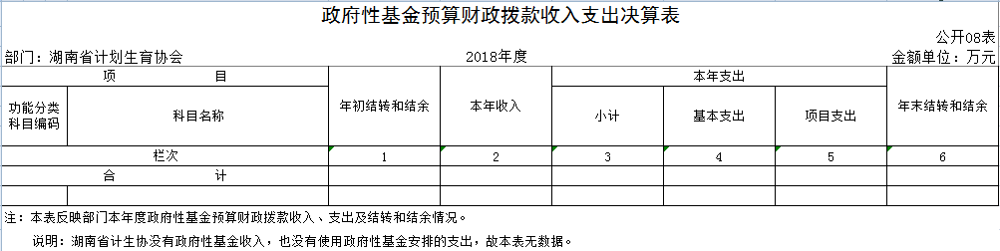 政府性基金预算财政拨款收入支出决算表
公开08表
部门：湖南省计划生育协会 2018年度 金额单位：万元
项 目 年初结转和结余 本年收入 本年支出 年末结转和结余
功能分类科目编码 科目名称 小计 基本支出 项目支出
栏次 1 2 3 4 5 6
合 计
注：本表反映部门本年度政府性基金预算财政拨款收入、支出及结转和结余情况。
说明：湖南省计生协没有政府性基金收入，也没有使用政府性基金安排的支出，故本表无数据。